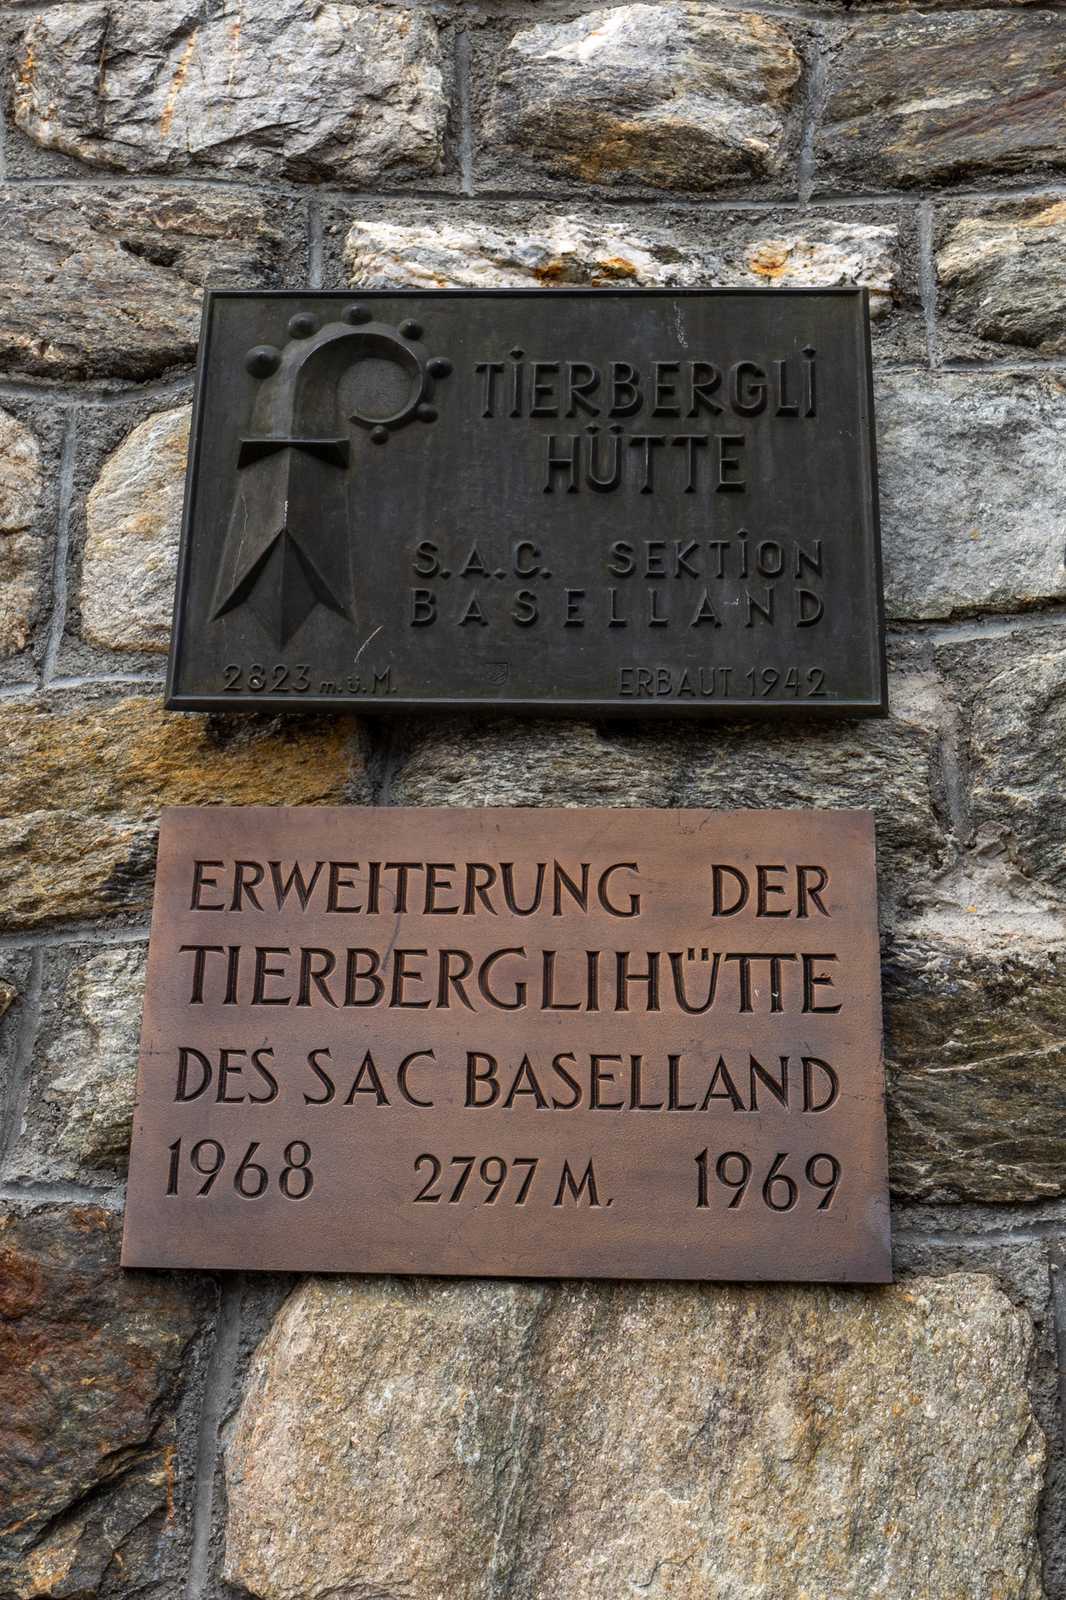 TIERBERGLI
HÜTTE
S.A.C. SEKTION
BASELLAND
2823 m.ü.M. ERBAUT 1942
ERWEITERUNG DER
TIERBERGLIHÜTTE
DES SAC BASELLAND
1968 2797 M. 1969